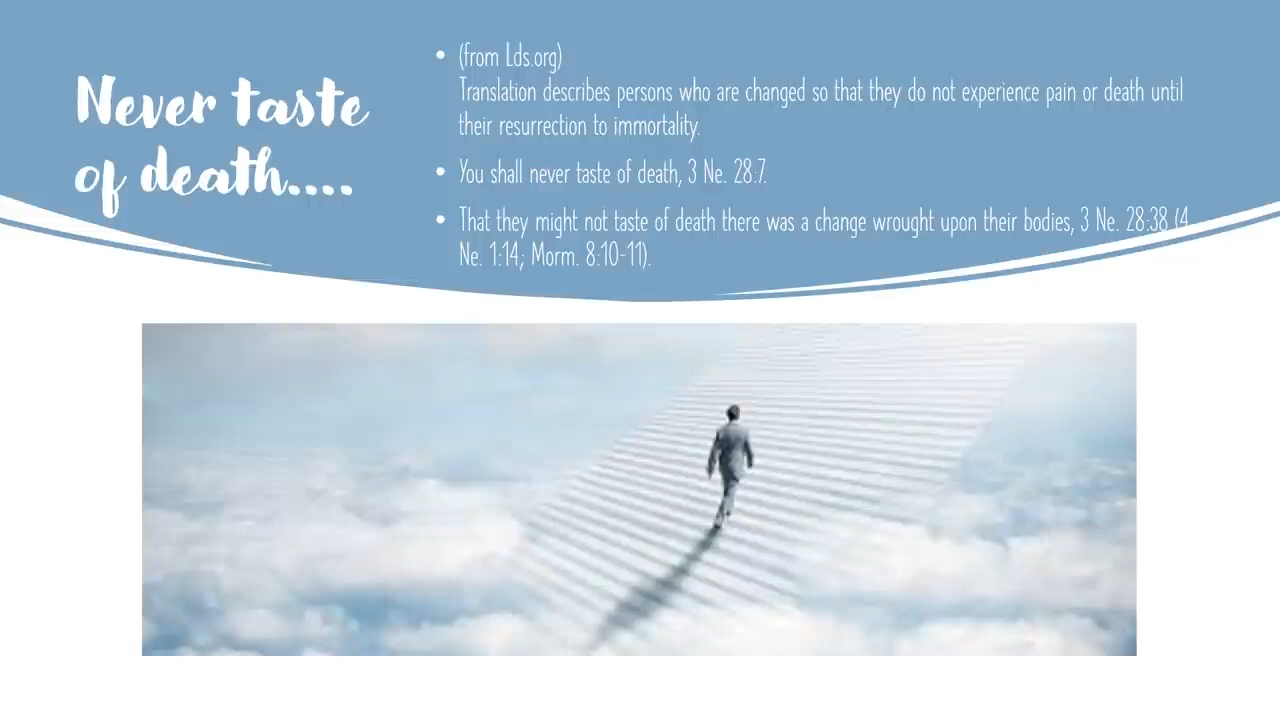 Never taste
of death....
• (from Lds.org)
Translation describes persons who are changed so that they do not experience pain or death until
their resurrection to immortality.
• You shall never taste of death, 3 Ne. 28:7.
• That they might not taste of death there was a change wrought upon their bodies, 3 Ne. 28:38 (4
Ne. 1:14; Morm. 8:10-11).